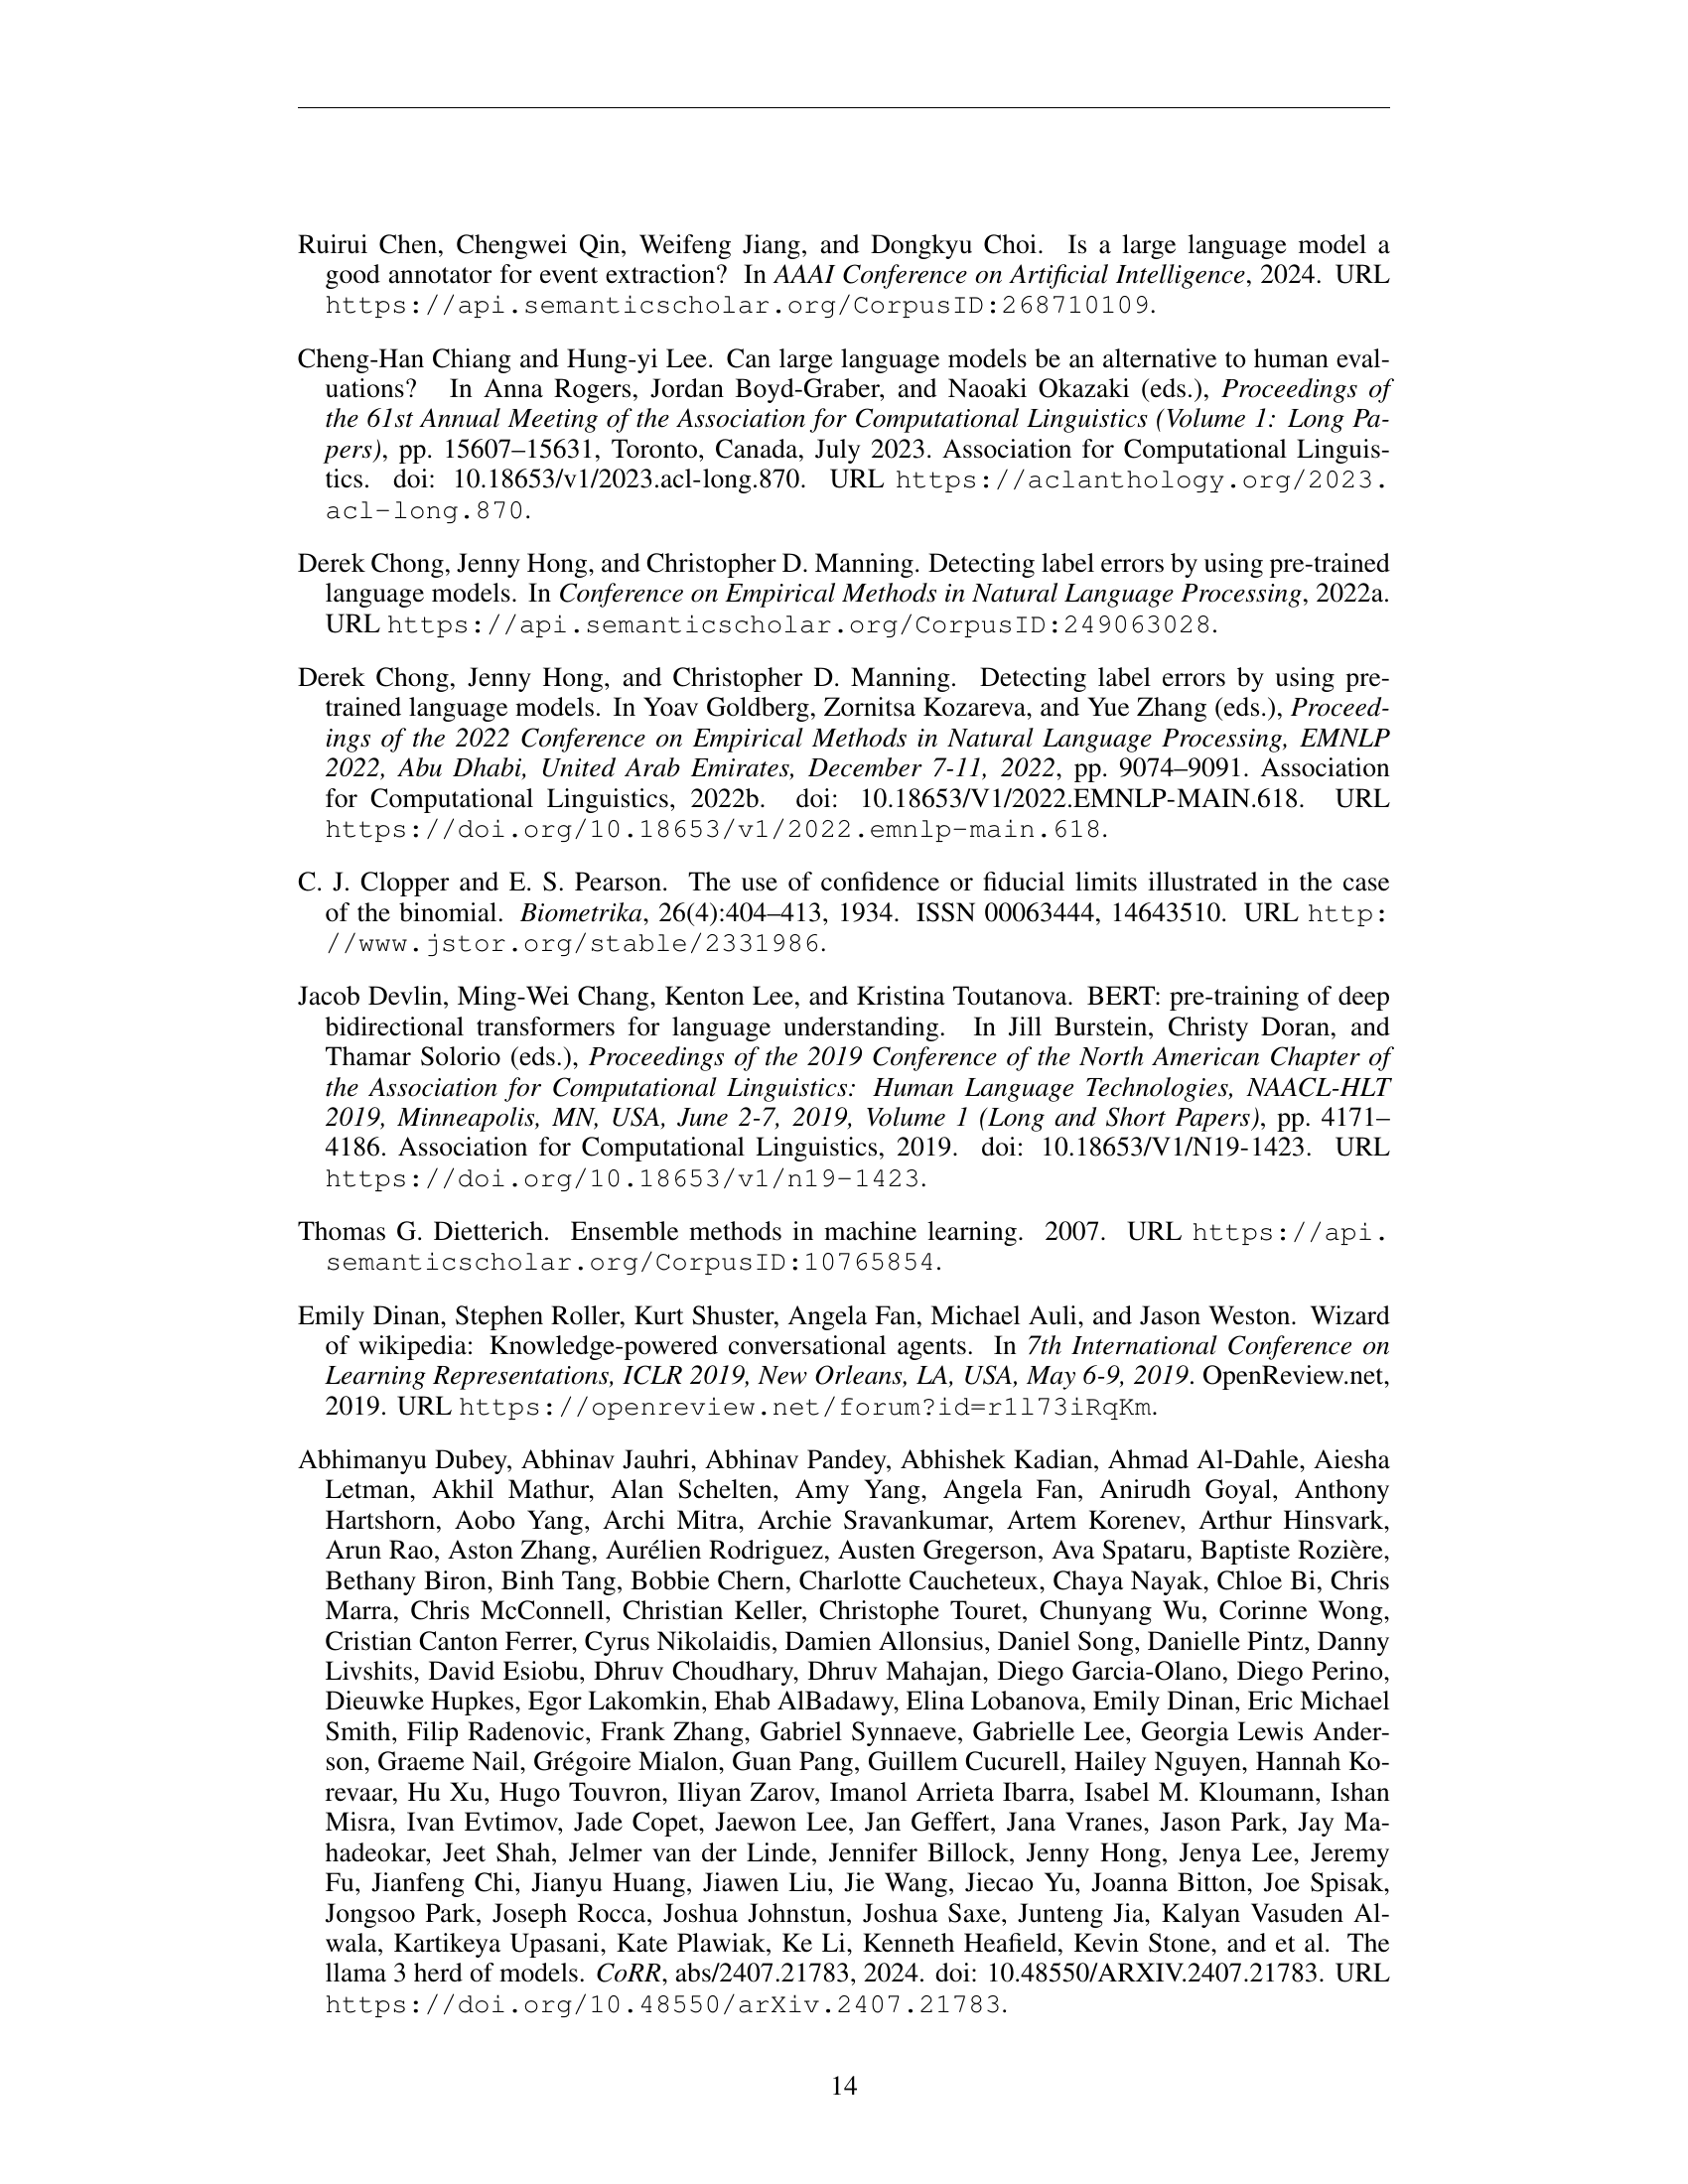 Ruirui Chen, Chengwei Qin, Weifeng Jiang, and Dongkyu Choi. Is a large language model a
good annotator for event extraction? In AAAI Conference on Artificial Intelligence, 2024. URL
https://api.semanticscholar.org/CorpusID:268710109.
Cheng-Han Chiang and Hung-yi Lee. Can large language models be an alternative to human eval-
uations? In Anna Rogers, Jordan Boyd-Graber, and Naoaki Okazaki (eds.), Proceedings of
the 61st Annual Meeting of the Association for Computational Linguistics (Volume 1: Long Pa-
pers), pp. 15607–15631, Toronto, Canada, July 2023. Association for Computational Linguis-
tics. doi: 10.18653/v1/2023.acl-long.870. URL https://aclanthology.org/2023.
acl-long.870.
Derek Chong, Jenny Hong, and Christopher D. Manning. Detecting label errors by using pre-trained
language models. In Conference on Empirical Methods in Natural Language Processing, 2022a.
URL https://api.semanticscholar.org/CorpusID:249063028.
Derek Chong, Jenny Hong, and Christopher D. Manning. Detecting label errors by using pre-
trained language models. In Yoav Goldberg, Zornitsa Kozareva, and Yue Zhang (eds.), Proceed-
ings of the 2022 Conference on Empirical Methods in Natural Language Processing, EMNLP
2022, Abu Dhabi, United Arab Emirates, December 7-11, 2022, pp. 9074–9091. Association
for Computational Linguistics, 2022b. doi: 10.18653/V1/2022.EMNLP-MAIN.618. URL
https://doi.org/10.18653/v1/2022.emnlp-main.618.
C. J. Clopper and E. S. Pearson. The use of confidence or fiducial limits illustrated in the case
of the binomial. Biometrika, 26(4):404–413, 1934. ISSN 00063444, 14643510. URL http:
//www.jstor.org/stable/2331986.
Jacob Devlin, Ming-Wei Chang, Kenton Lee, and Kristina Toutanova. BERT: pre-training of deep
bidirectional transformers for language understanding. In Jill Burstein, Christy Doran, and
Thamar Solorio (eds.), Proceedings of the 2019 Conference of the North American Chapter of
the Association for Computational Linguistics: Human Language Technologies, NAACL-HLT
2019, Minneapolis, MN, USA, June 2-7, 2019, Volume 1 (Long and Short Papers), pp. 4171–
4186. Association for Computational Linguistics, 2019. doi: 10.18653/V1/N19-1423. URL
https://doi.org/10.18653/v1/n19-1423.
Thomas G. Dietterich. Ensemble methods in machine learning. 2007. URL https://api.
semanticscholar.org/CorpusID:10765854.
Emily Dinan, Stephen Roller, Kurt Shuster, Angela Fan, Michael Auli, and Jason Weston. Wizard
of wikipedia: Knowledge-powered conversational agents. In 7th International Conference on
Learning Representations, ICLR 2019, New Orleans, LA, USA, May 6-9, 2019. OpenReview.net,
2019. URL https://openreview.net/forum?id=r1l73iRqKm.
Abhimanyu Dubey, Abhinav Jauhri, Abhinav Pandey, Abhishek Kadian, Ahmad Al-Dahle, Aiesha
Letman, Akhil Mathur, Alan Schelten, Amy Yang, Angela Fan, Anirudh Goyal, Anthony
Hartshorn, Aobo Yang, Archi Mitra, Archie Sravankumar, Artem Korenev, Arthur Hinsvark,
Arun Rao, Aston Zhang, Aurélien Rodriguez, Austen Gregerson, Ava Spataru, Baptiste Rozière,
Bethany Biron, Binh Tang, Bobbie Chern, Charlotte Caucheteux, Chaya Nayak, Chloe Bi, Chris
Marra, Chris McConnell, Christian Keller, Christophe Touret, Chunyang Wu, Corinne Wong,
Cristian Canton Ferrer, Cyrus Nikolaidis, Damien Allonsius, Daniel Song, Danielle Pintz, Danny
Livshits, David Esiobu, Dhruv Choudhary, Dhruv Mahajan, Diego Garcia-Olano, Diego Perino,
Dieuwke Hupkes, Egor Lakomkin, Ehab AlBadawy, Elina Lobanova, Emily Dinan, Eric Michael
Smith, Filip Radenovic, Frank Zhang, Gabriel Synnaeve, Gabrielle Lee, Georgia Lewis Ander-
son, Graeme Nail, Grégoire Mialon, Guan Pang, Guillem Cucurell, Hailey Nguyen, Hannah Ko-
revaar, Hu Xu, Hugo Touvron, Iliyan Zarov, Imanol Arrieta Ibarra, Isabel M. Kloumann, Ishan
Misra, Ivan Evtimov, Jade Copet, Jaewon Lee, Jan Geffert, Jana Vranes, Jason Park, Jay Ma-
hadeokar, Jeet Shah, Jelmer van der Linde, Jennifer Billock, Jenny Hong, Jenya Lee, Jeremy
Fu, Jianfeng Chi, Jianyu Huang, Jiawen Liu, Jie Wang, Jiecao Yu, Joanna Bitton, Joe Spisak,
Jongsoo Park, Joseph Rocca, Joshua Johnstun, Joshua Saxe, Junteng Jia, Kalyan Vasuden Al-
wala, Kartikeya Upasani, Kate Plawiak, Ke Li, Kenneth Heafield, Kevin Stone, and et al. The
llama 3 herd of models. CoRR, abs/2407.21783, 2024. doi: 10.48550/ARXIV.2407.21783. URL
https://doi.org/10.48550/arXiv.2407.21783.
14